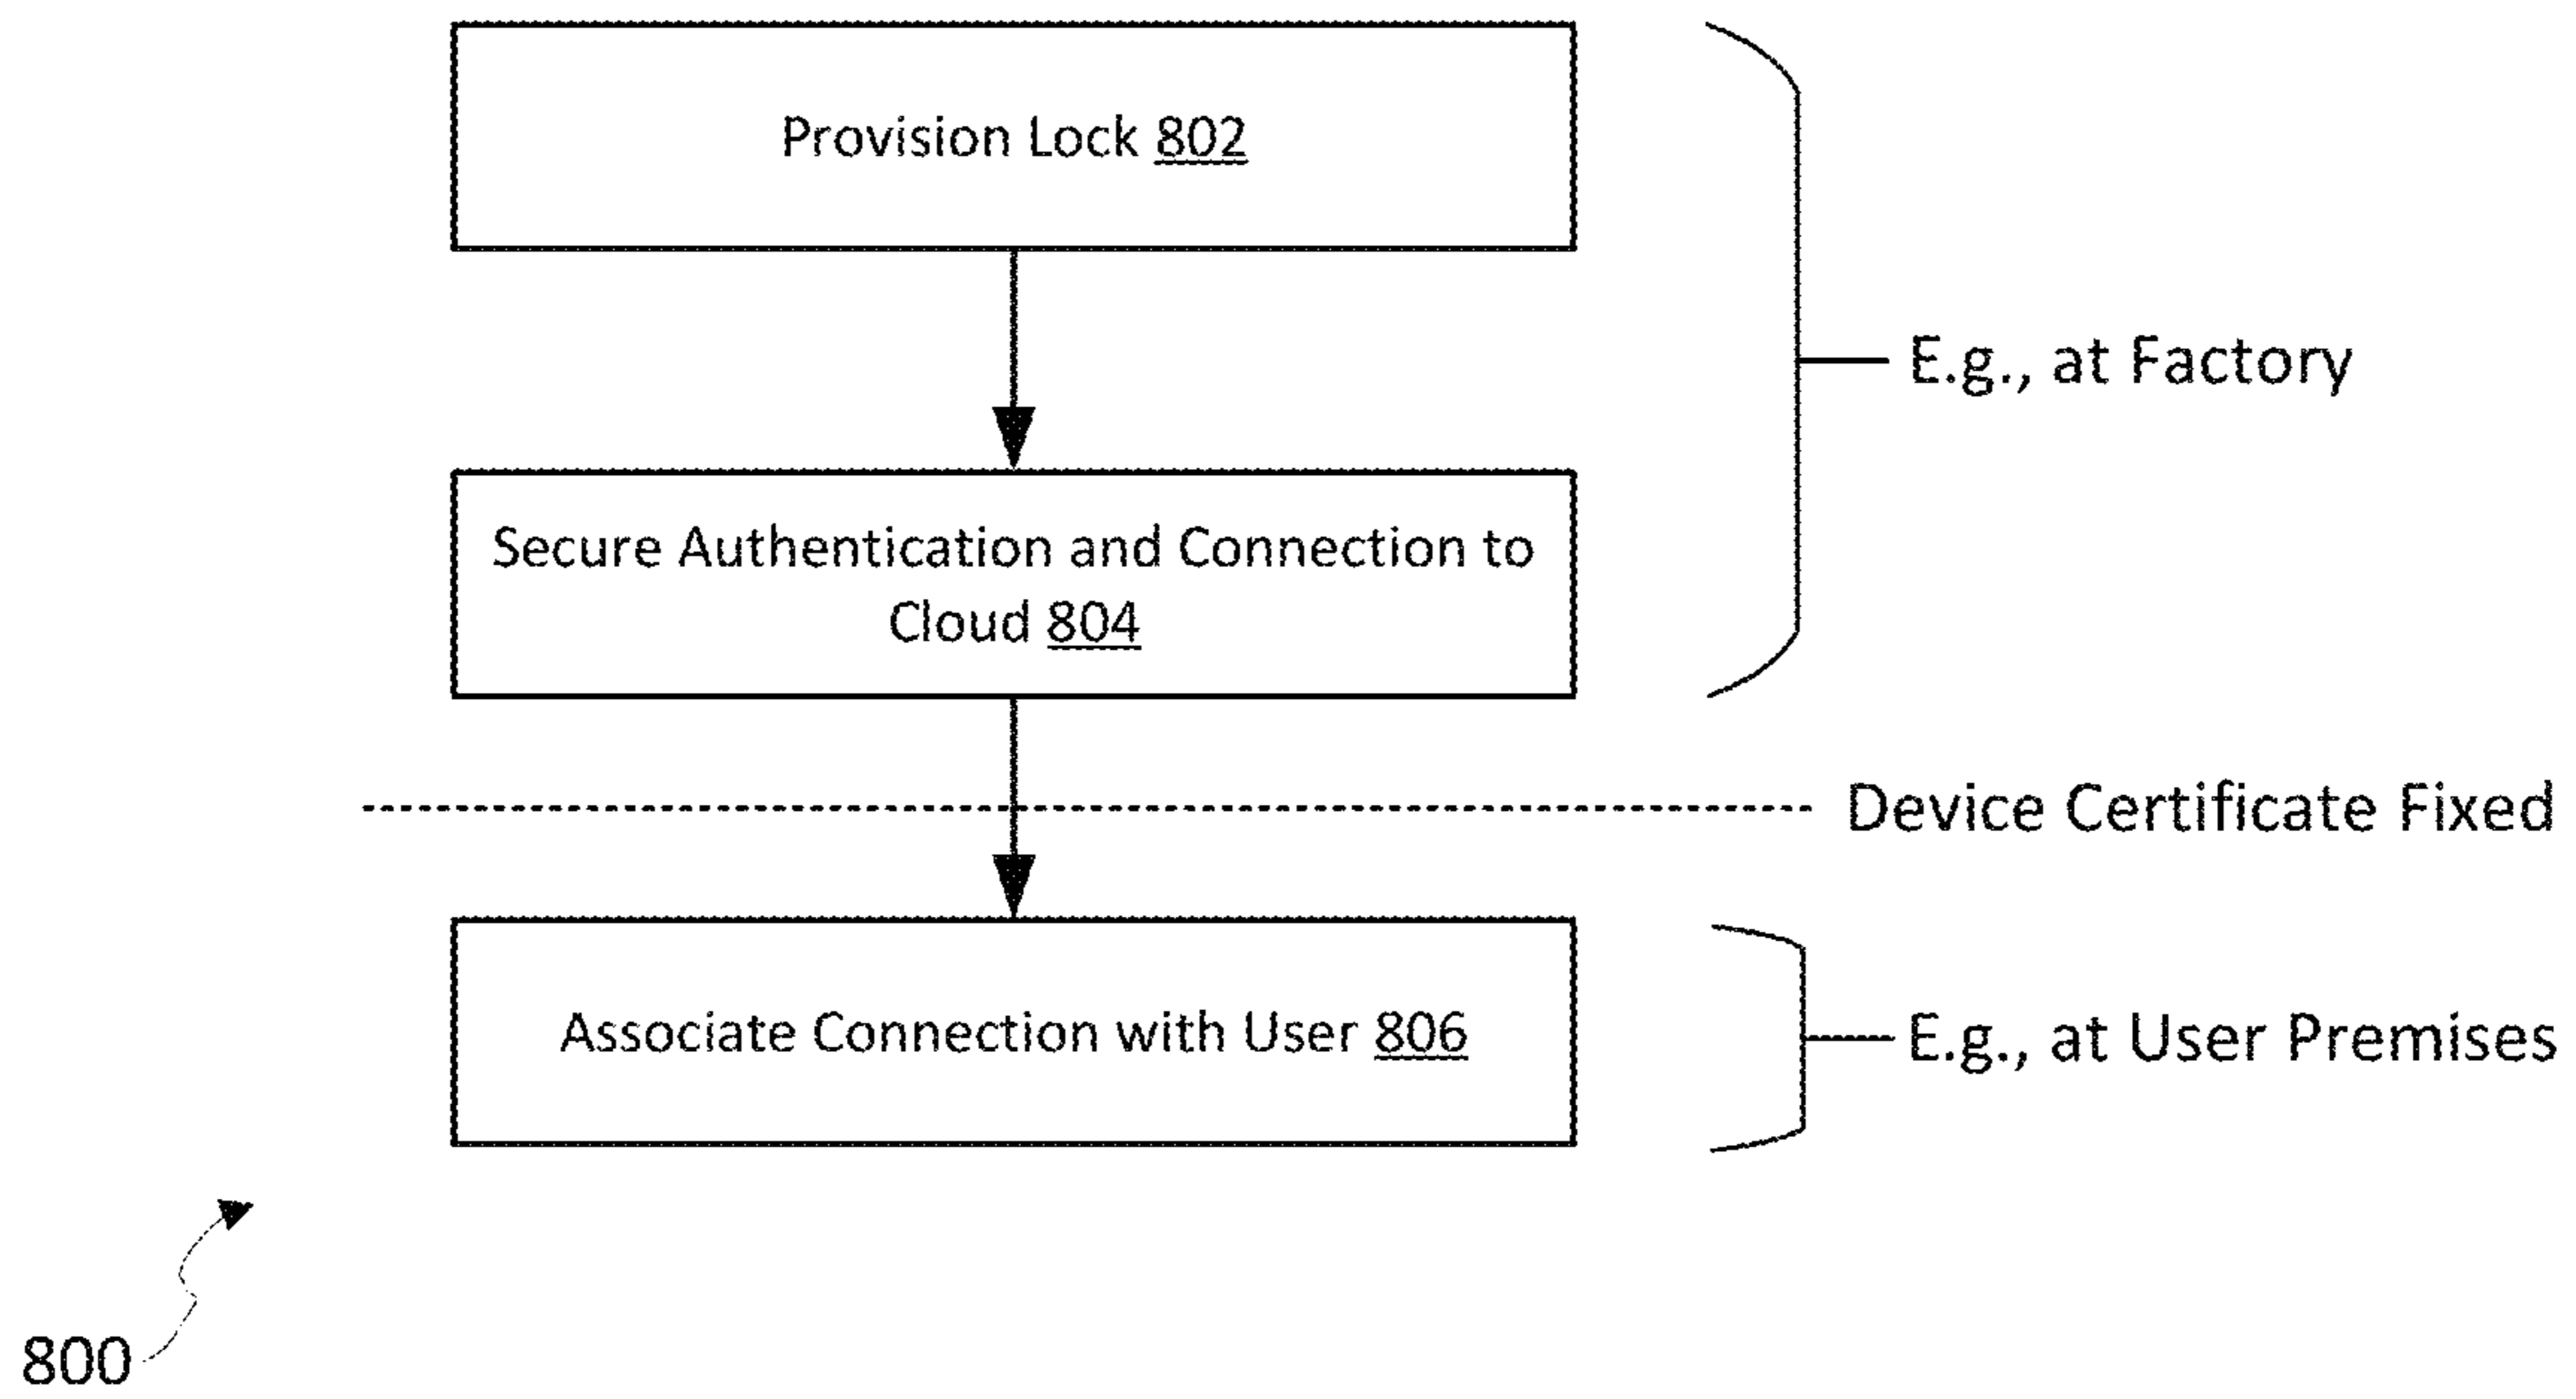 Provision Lock 802
E.g., at Factory
Secure Authentication and Connection to
Cloud 804
Device Certificate Fixed
Associate Connection with User 806
E.g., at User Premises
800